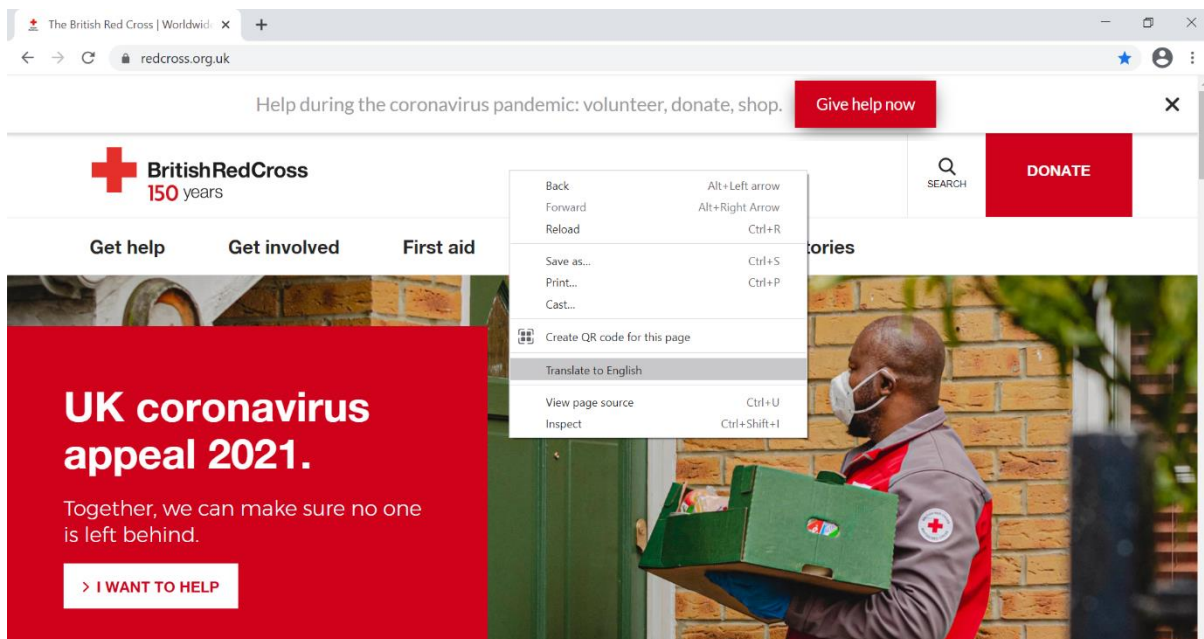 The British Red Cross | Worldwid
redcross.org.uk
Help during the coronavirus pandemic: volunteer, donate, shop. Give help now
BritishRedCross
150 years
SEARCH
DONATE
Get help Get involved First aid tories
Back Alt+Left arrow
Forward Alt+Right Arrow
Reload Ctrl+R
Save as... Ctrl+S
Print... Ctrl+P
Cast...
Create QR code for this page
Translate to English
View page source Ctrl+U
Inspect Ctrl+Shift+I
UK coronavirus
appeal 2021.
Together, we can make sure no one
is left behind.
> I WANT TO HELP